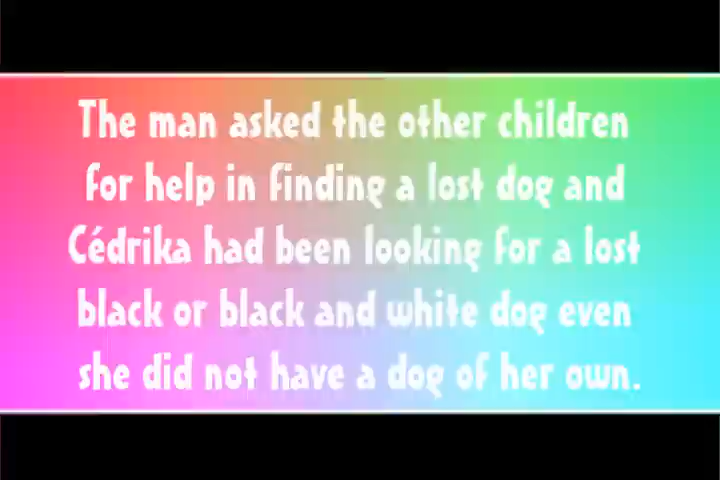 The man asked the other children
for help in finding a lost dog and
Cédrika had been looking for a lost
black or black and white dog even
she did not have a dog of her own.